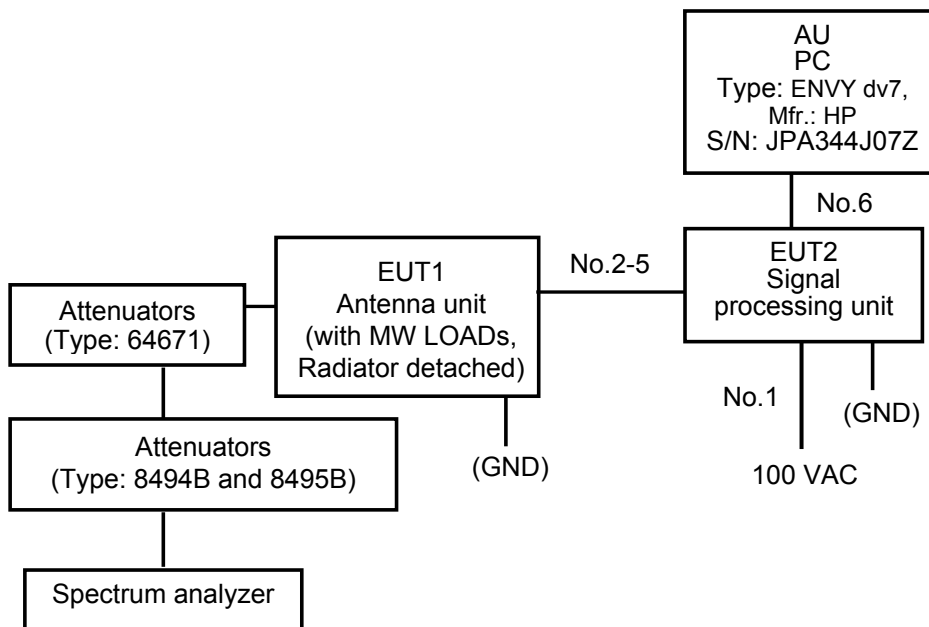 AU
PC
Type: ENVY dv7,
Mfr.: HP
S/N: JPA344J07Z
No.6
EUT2
Signal
processing unit
No.2-5
EUT1
Antenna unit
(with MW LOADs,
Radiator detached)
Attenuators
(Type: 64671)
No.1
(GND)
100 VAC
(GND)
Attenuators
(Type: 8494B and 8495B)
Spectrum analyzer